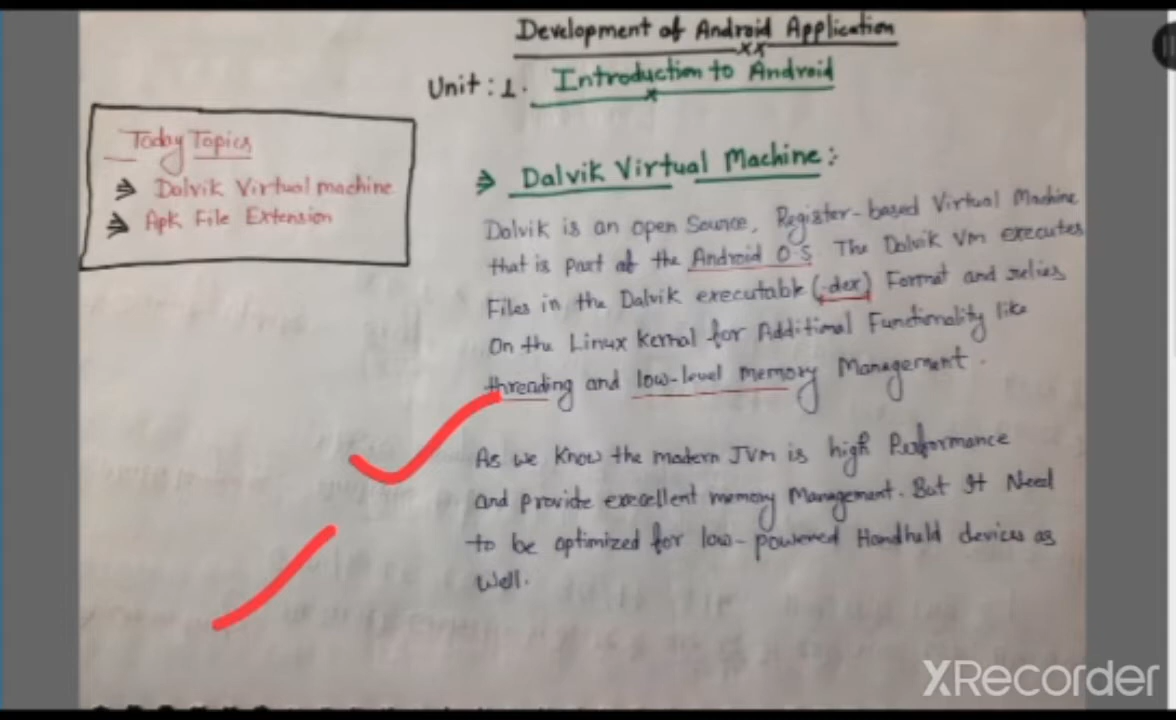 Development of Android Application
Unit : 1. Introduction to Android
Today Topics
⇒ Dalvik Virtual machine
⇒ Apk File Extension
⇒ Dalvik Virtual Machine :-
Dalvik is an open Source, Register-based Virtual Machine
that is part of the Android O.S. The Dalvik Vm executes
Files in the Dalvik executable (.dex) Format and relies
On the Linux Kernal for Additional Functionality like
threading and low-level memory Management.
As we Know the modern JVM is high Performance
and provide execellent memory Management. But It Need
to be optimized for low-powered Handheld devices as
Well.
XRecorder